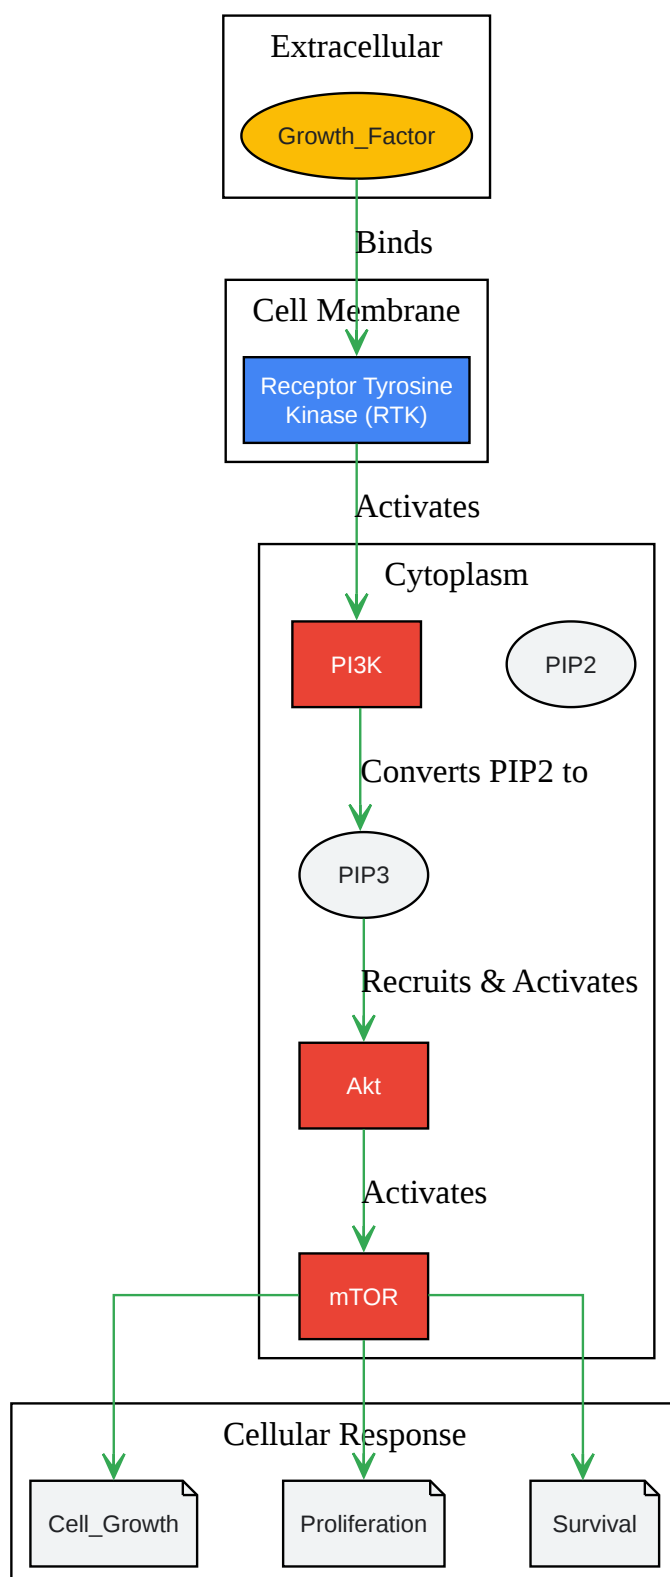 Extracellular
Growth_Factor
Binds
Cell Membrane
Receptor Tyrosine
Kinase (RTK)
Activates
Cytoplasm
PI3K
PIP2
Converts PIP2 to
PIP3
Recruits & Activates
Akt
Activates
mTOR
Cellular Response
Cell_Growth
Proliferation
Survival